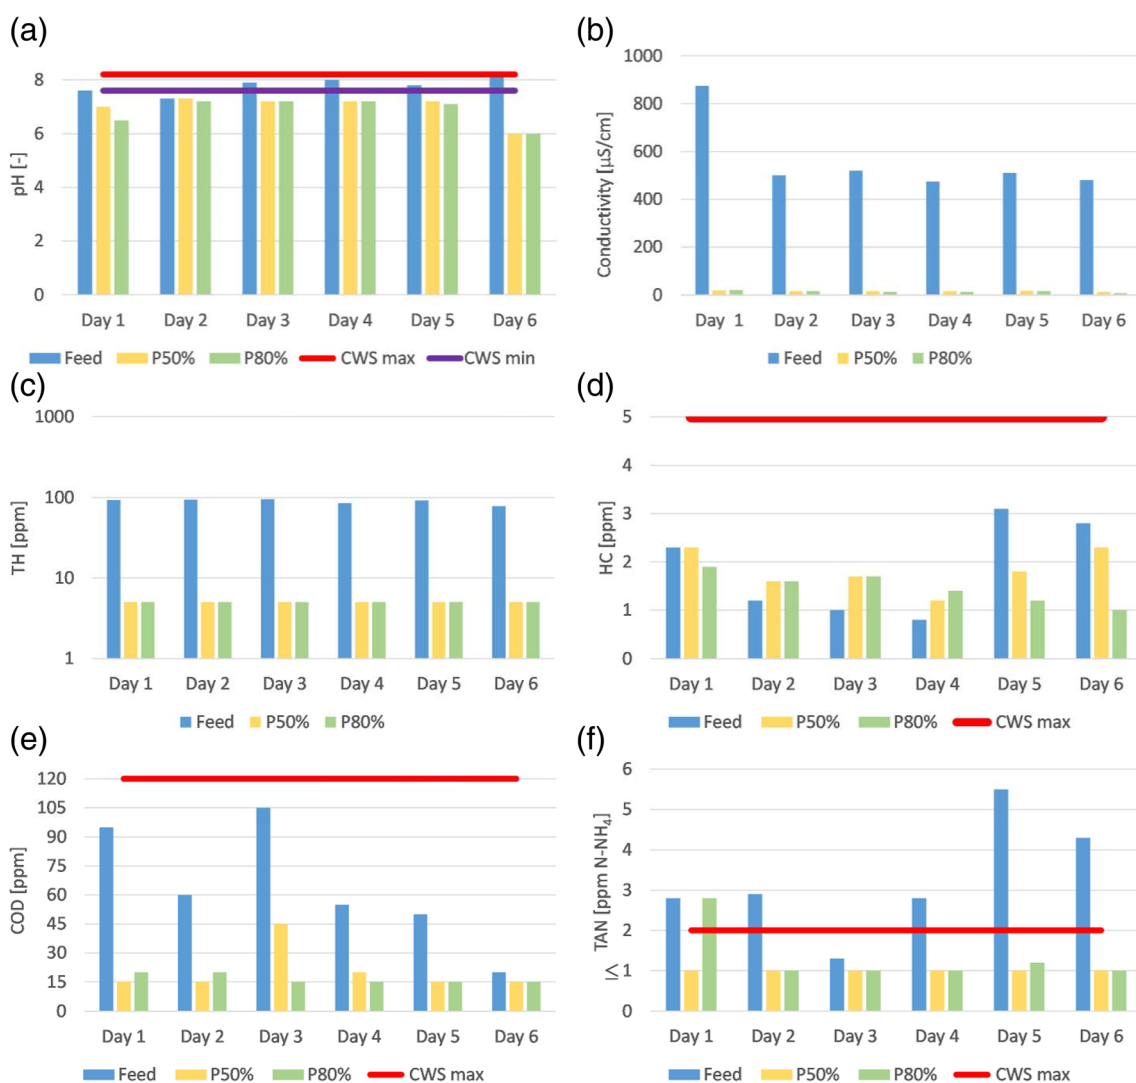 (a)
8
6
4
2
0
pH [-]
Day 1 Day 2 Day 3 Day 4 Day 5 Day 6
Feed P50% P80% CWS max CWS min
(b)
1000
800
600
400
200
0
Conductivity [μS/cm]
Day 1 Day 2 Day 3 Day 4 Day 5 Day 6
Feed P50% P80%
(c)
1000
100
10
1
TH [ppm]
Day 1 Day 2 Day 3 Day 4 Day 5 Day 6
Feed P50% P80%
(d)
5
4
3
2
1
0
HC [ppm]
Day 1 Day 2 Day 3 Day 4 Day 5 Day 6
Feed P50% P80% CWS max
(e)
120
105
90
75
60
45
30
15
0
COD [ppm]
Day 1 Day 2 Day 3 Day 4 Day 5 Day 6
Feed P50% P80% CWS max
(f)
6
5
4
3
2
≤ 1
0
TAN [ppm N-NH₄]
Day 1 Day 2 Day 3 Day 4 Day 5 Day 6
Feed P50% P80% CWS max